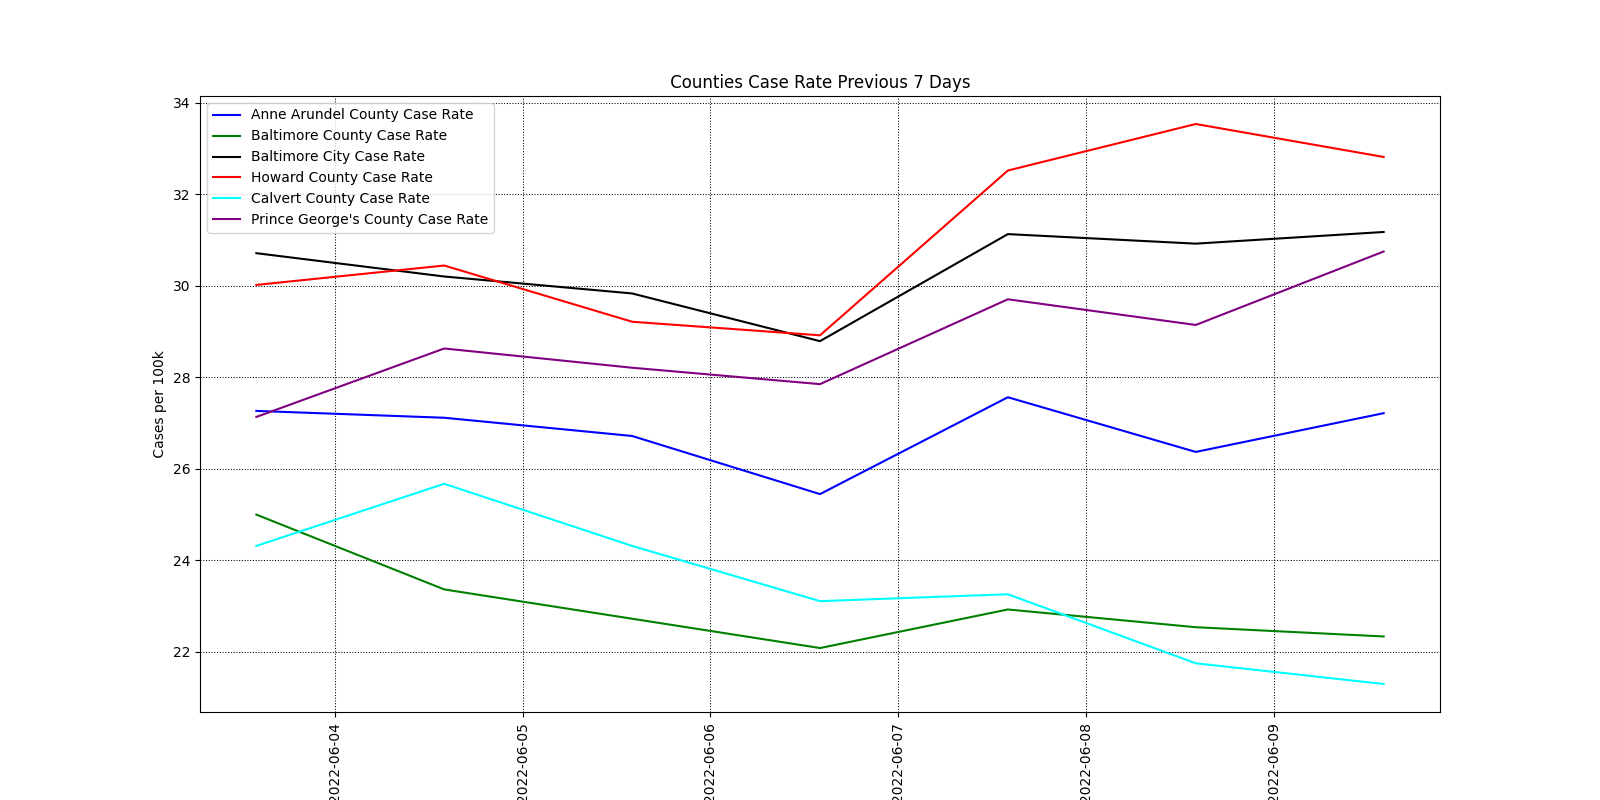 Counties Case Rate Previous 7 Days
Anne Arundel County Case Rate
Baltimore County Case Rate
Baltimore City Case Rate
Howard County Case Rate
Calvert County Case Rate
Prince George's County Case Rate
Cases per 100k
34
32
30
28
26
24
22
2022-06-04
2022-06-05
2022-06-06
2022-06-07
2022-06-08
2022-06-09